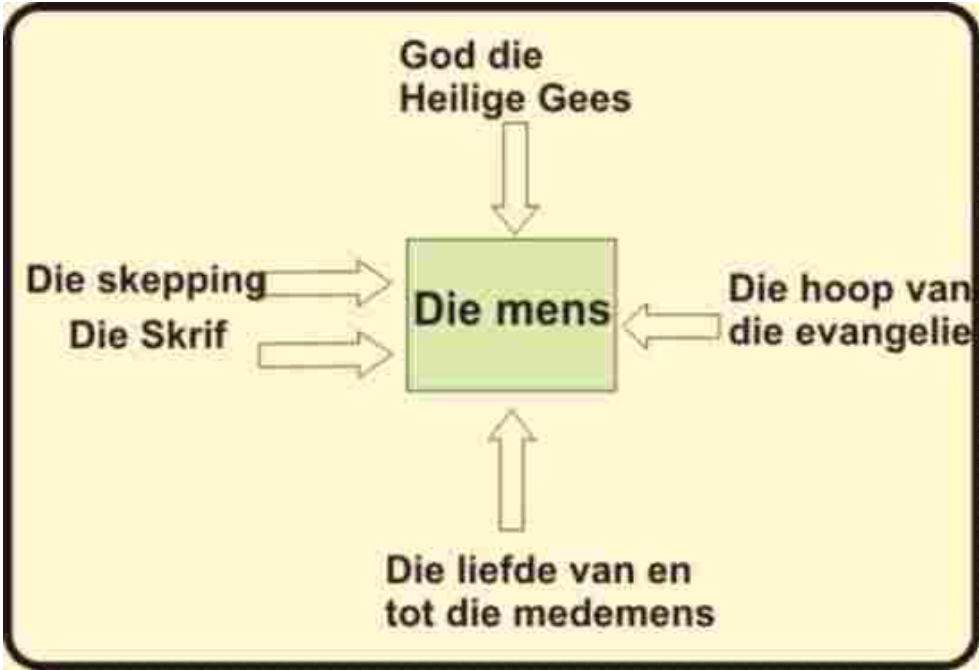 God die
Heilige Gees
Die skepping
Die Skrif
Die mens
Die hoop van
die evangelie
Die liefde van en
tot die medemens